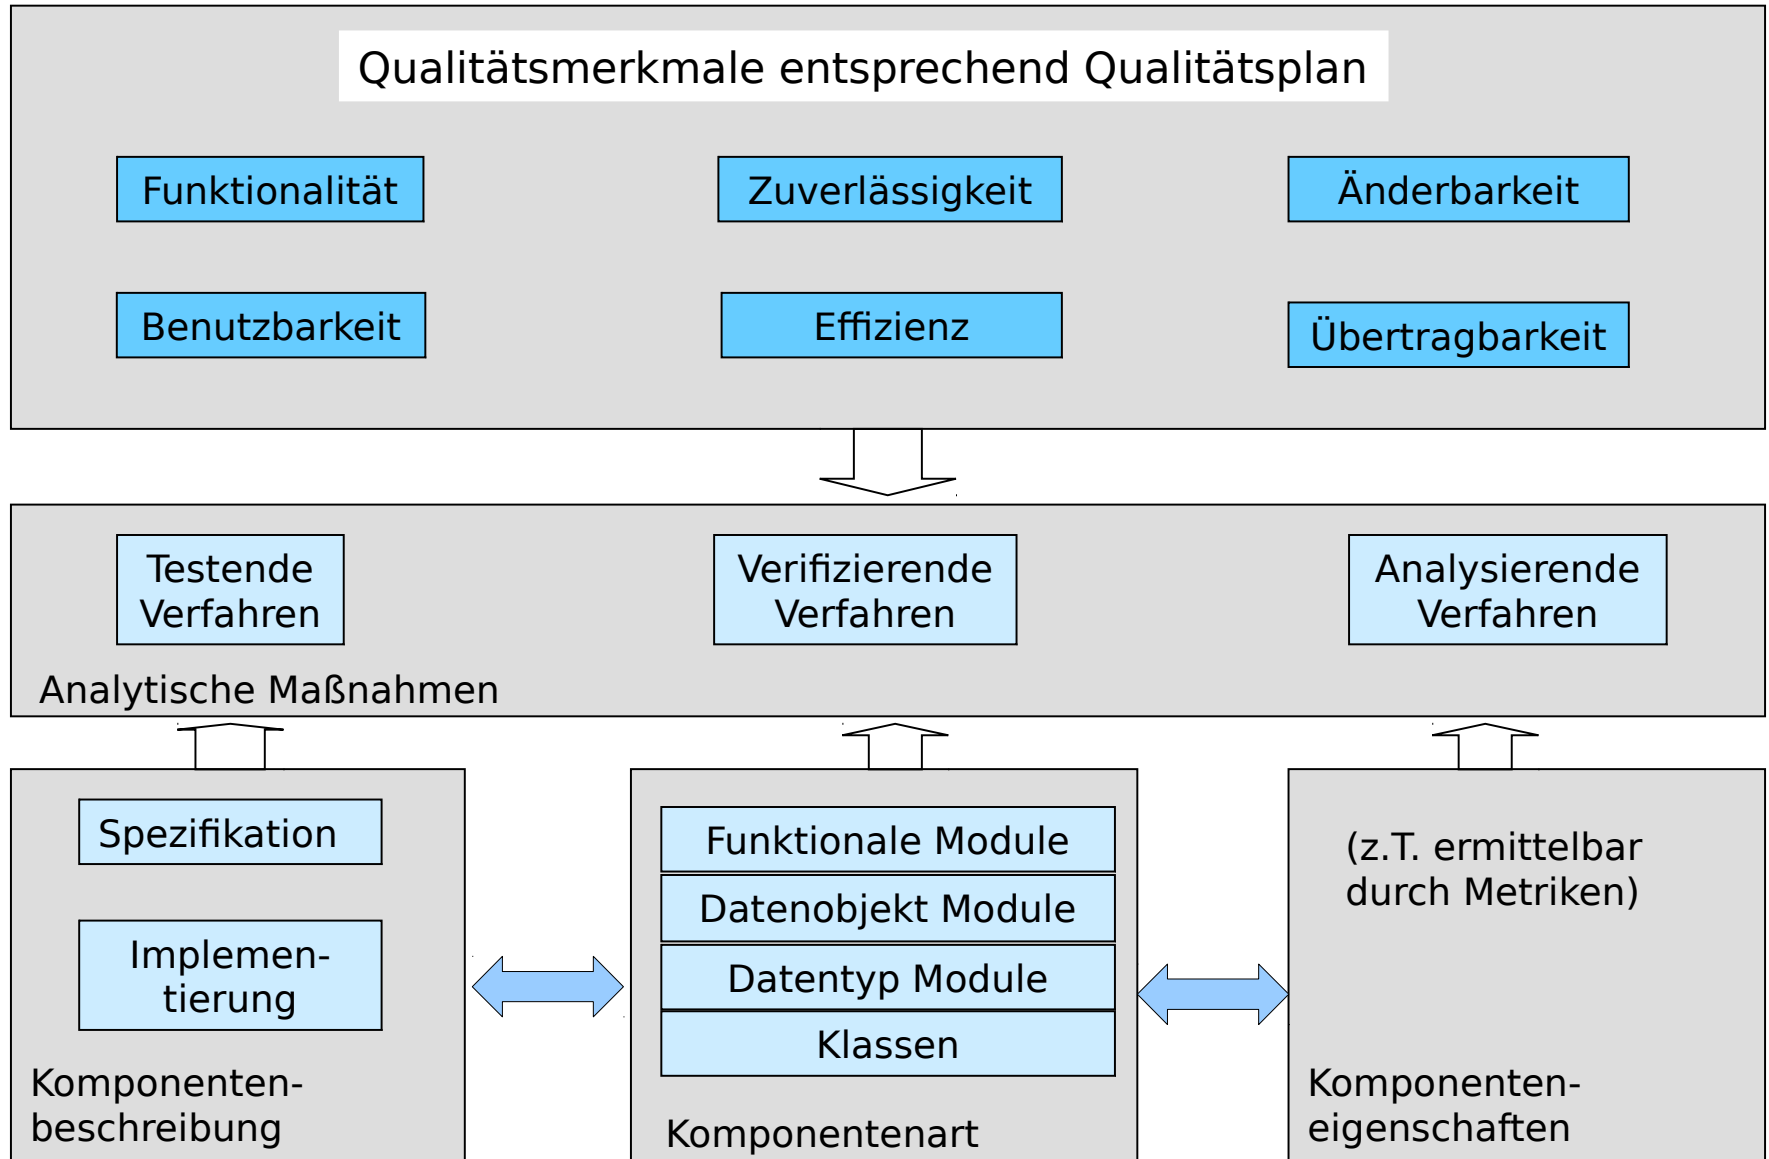 Qualitätsmerkmale entsprechend Qualitätsplan
Funktionalität
Zuverlässigkeit
Änderbarkeit
Benutzbarkeit
Effizienz
Übertragbarkeit
Testende
Verfahren
Verifizierende
Verfahren
Analysierende
Verfahren
Analytische Maßnahmen
Spezifikation
Implemen-
tierung
Komponenten-
beschreibung
Funktionale Module
Datenobjekt Module
Datentyp Module
Klassen
Komponentenart
(z.T. ermittelbar
durch Metriken)
Komponenten-
eigenschaften